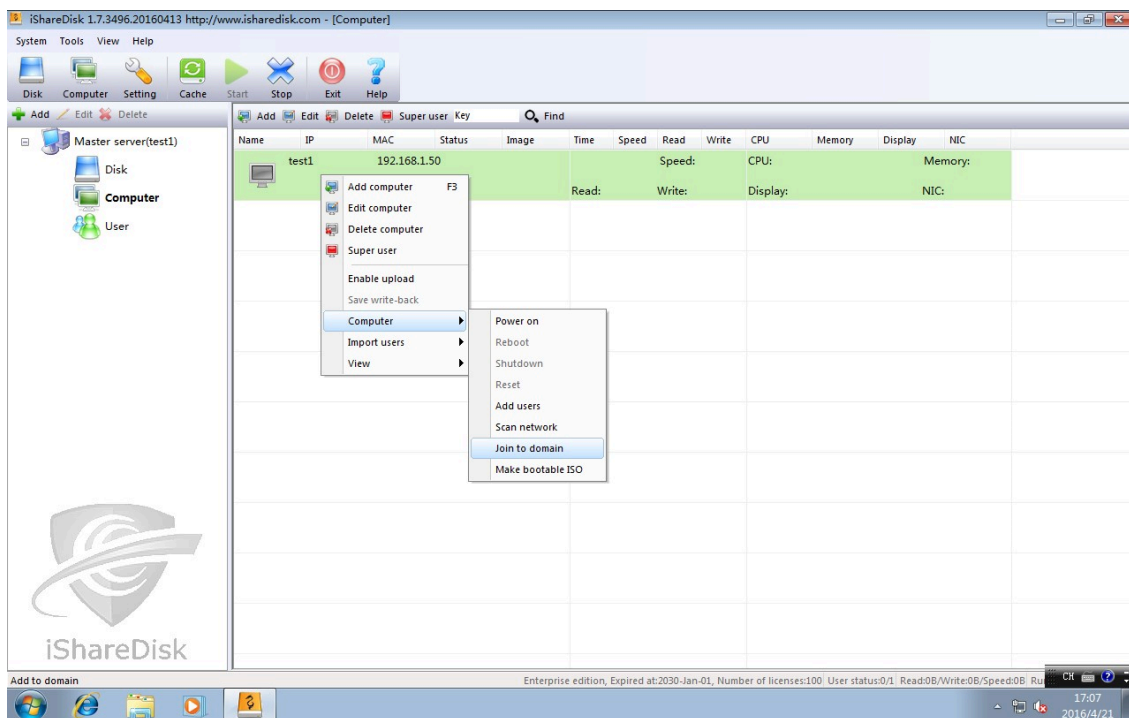 iShareDisk 1.7.3496.20160413 http://www.isharedisk.com - [Computer]
System Tools View Help
Disk Computer Setting Cache Start Stop Exit Help
Add Edit Delete
Add Edit Delete Super user Key Find
Master server(test1)
Disk
Computer
User
Name IP MAC Status Image Time Speed Read Write CPU Memory Display NIC
test1 192.168.1.50 Speed: CPU: Memory:
Read: Write: Display: NIC:
Add computer F3
Edit computer
Delete computer
Super user
Enable upload
Save write-back
Computer
Import users
View
Power on
Reboot
Shutdown
Reset
Add users
Scan network
Join to domain
Make bootable ISO
iShareDisk
Add to domain Enterprise edition, Expired at:2030-Jan-01, Number of licenses:100 User status:0/1 Read:0B/Write:0B/Speed:0B Ru
CH
17:07
2016/4/21